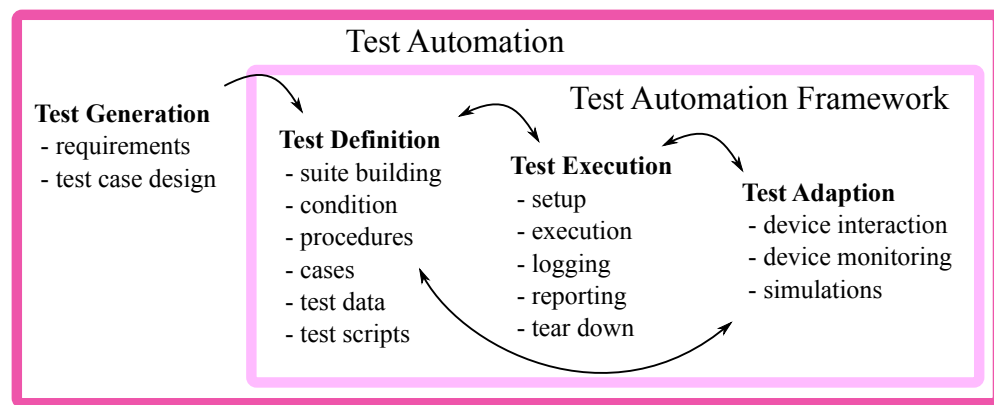 Test Automation
Test Automation Framework
Test Generation
- requirements
- test case design
Test Definition
- suite building
- condition
- procedures
- cases
- test data
- test scripts
Test Execution
- setup
- execution
- logging
- reporting
- tear down
Test Adaption
- device interaction
- device monitoring
- simulations